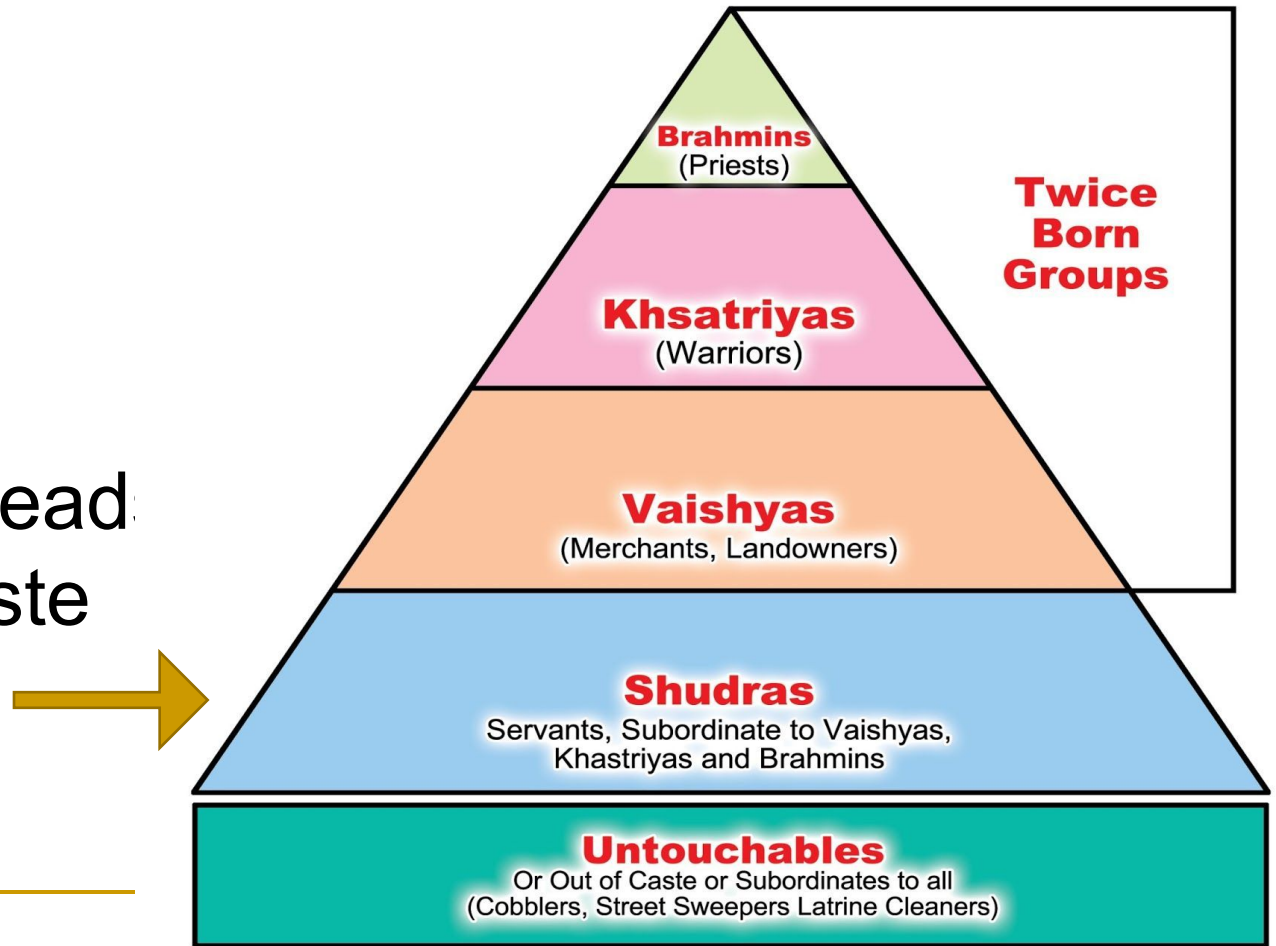 Brahmins
(Priests)
Twice
Born
Groups
Khsatriyas
(Warriors)
Vaishyas
(Merchants, Landowners)
Shudras
Servants, Subordinate to Vaishyas,
Khastriyas and Brahmins
Untouchables
Or Out of Caste or Subordinates to all
(Cobblers, Street Sweepers Latrine Cleaners)